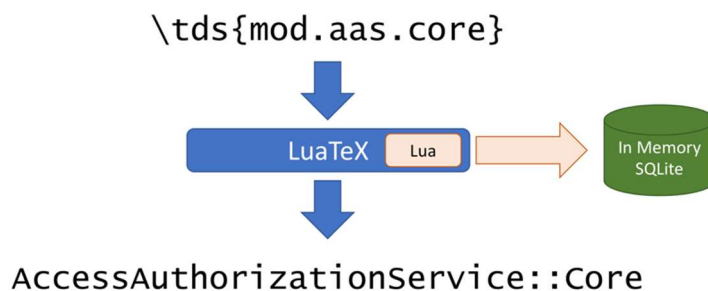 \tds{mod.aas.core}
LuaTeX
Lua
In Memory
SQLite
AccessAuthorizationService::Core